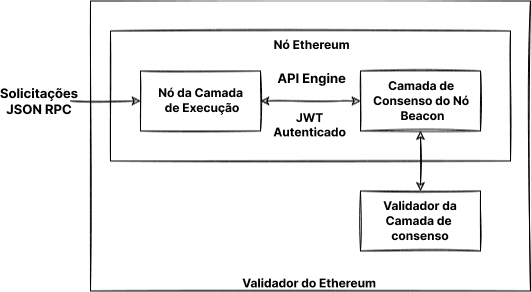 Nó Ethereum
Solicitações
JSON RPC
Nó da Camada
de Execução
API Engine
JWT
Autenticado
Camada de
Consenso do Nó
Beacon
Validador da
Camada de
consenso
Validador do Ethereum